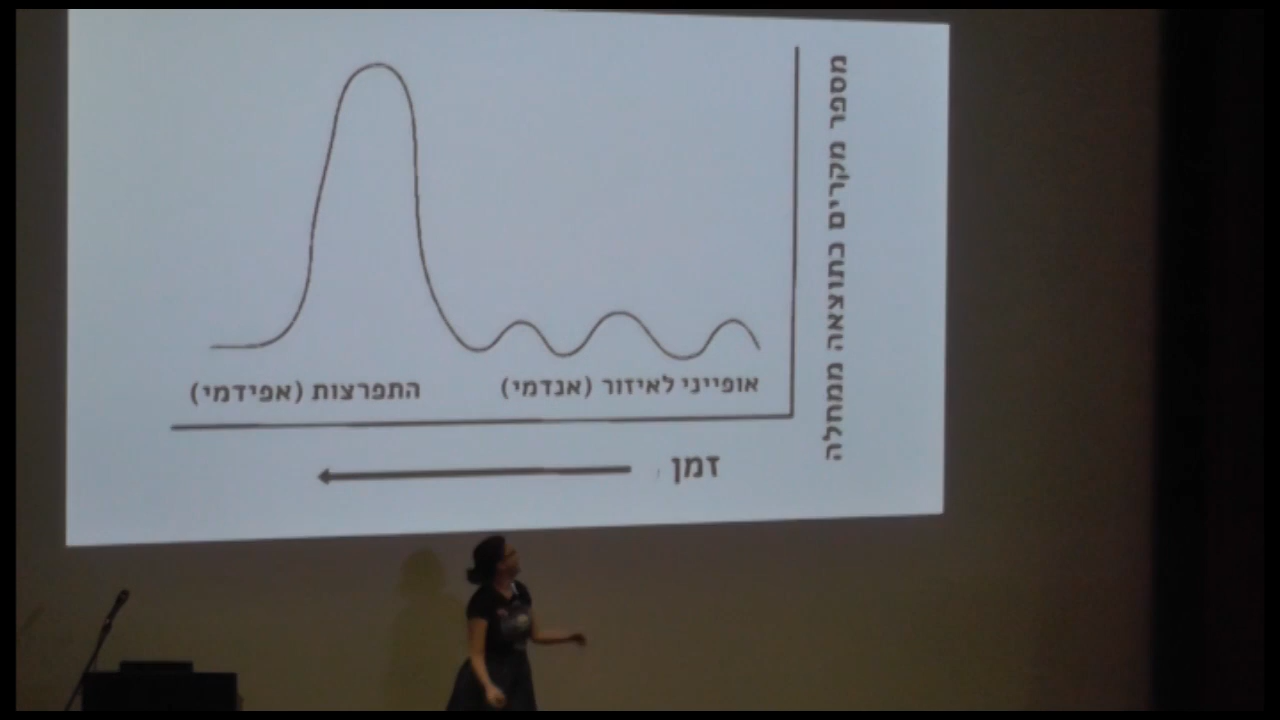 מספר מקרים כתוצאה ממחלה
אופייני לאיזור (אנדמי)
התפרצות (אפידמי)
זמן